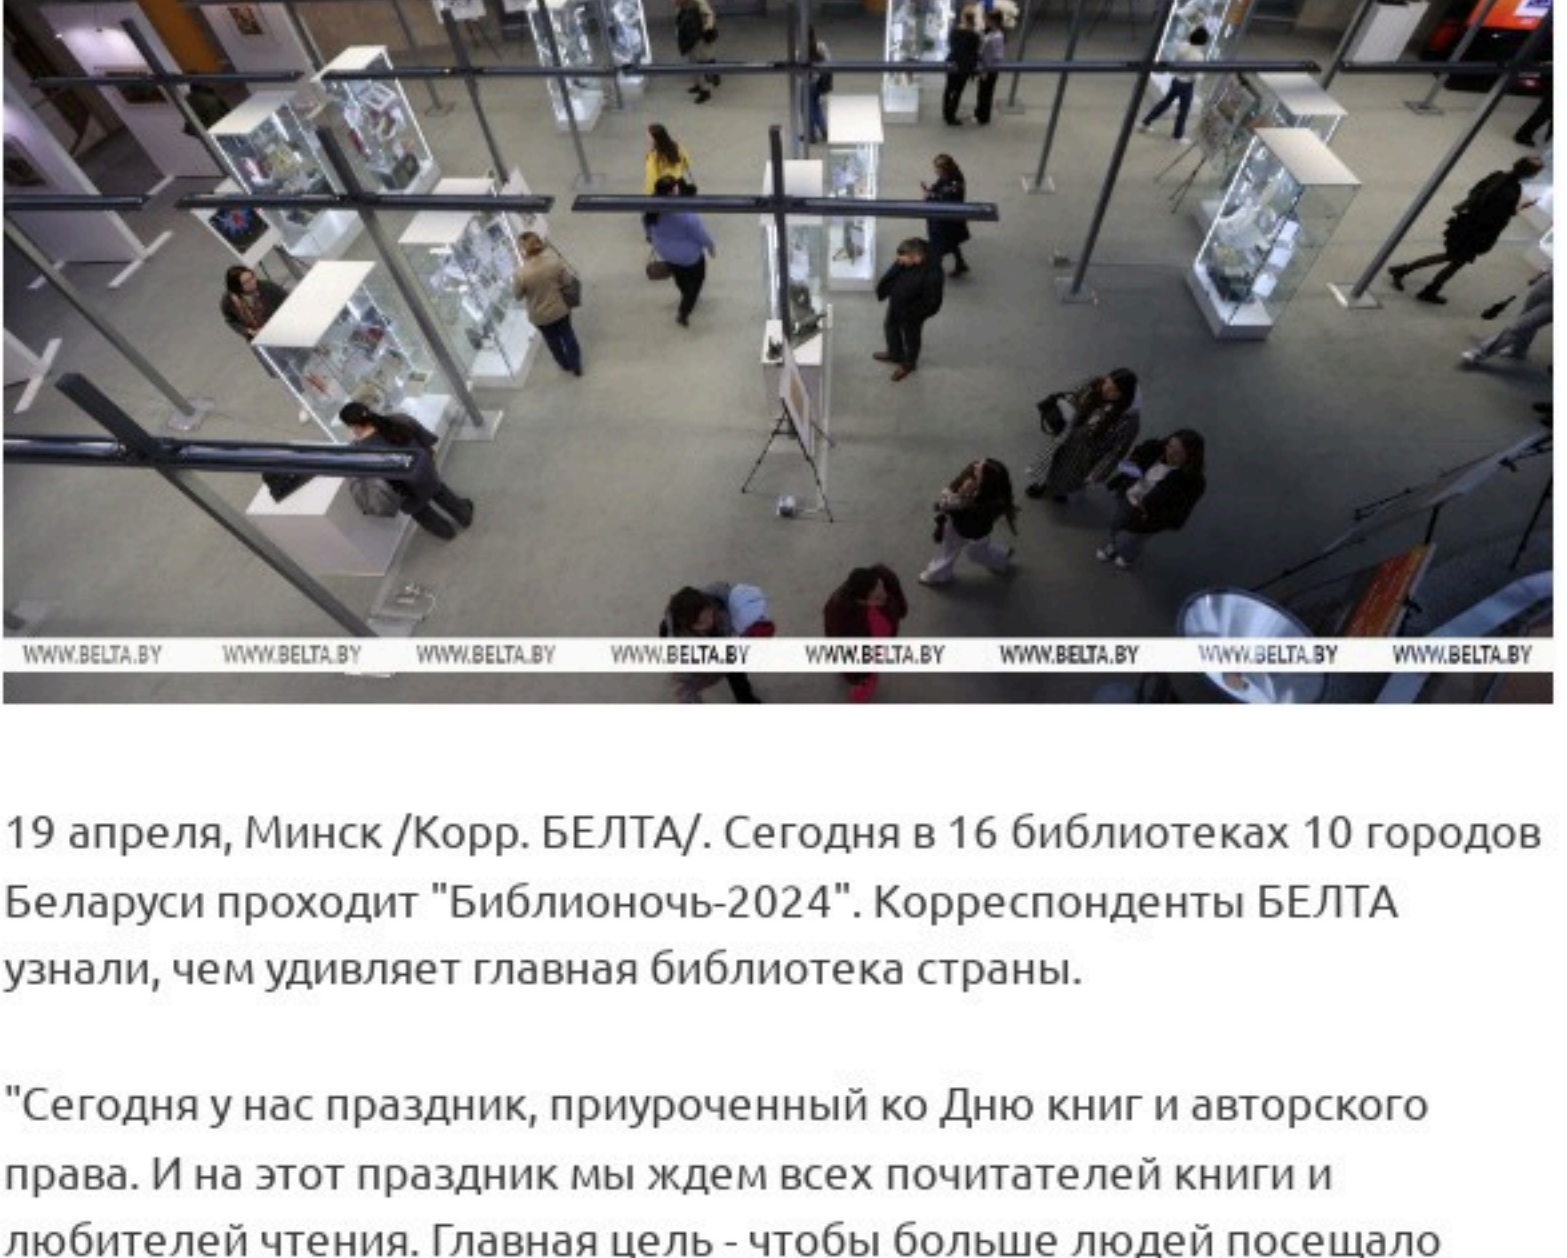 WWW.BELTA.BY WWW.BELTA.BY WWW.BELTA.BY WWW.BELTA.BY WWW.BELTA.BY WWW.BELTA.BY WWW.BELTA.BY WWW.BELTA.BY
19 апреля, Минск /Корр. БЕЛТА/. Сегодня в 16 библиотеках 10 городов
Беларуси проходит "Библионочь-2024". Корреспонденты БЕЛТА
узнали, чем удивляет главная библиотека страны.
"Сегодня у нас праздник, приуроченный ко Дню книг и авторского
права. И на этот праздник мы ждем всех почитателей книги и
любителей чтения. Главная цель - чтобы больше людей посещало